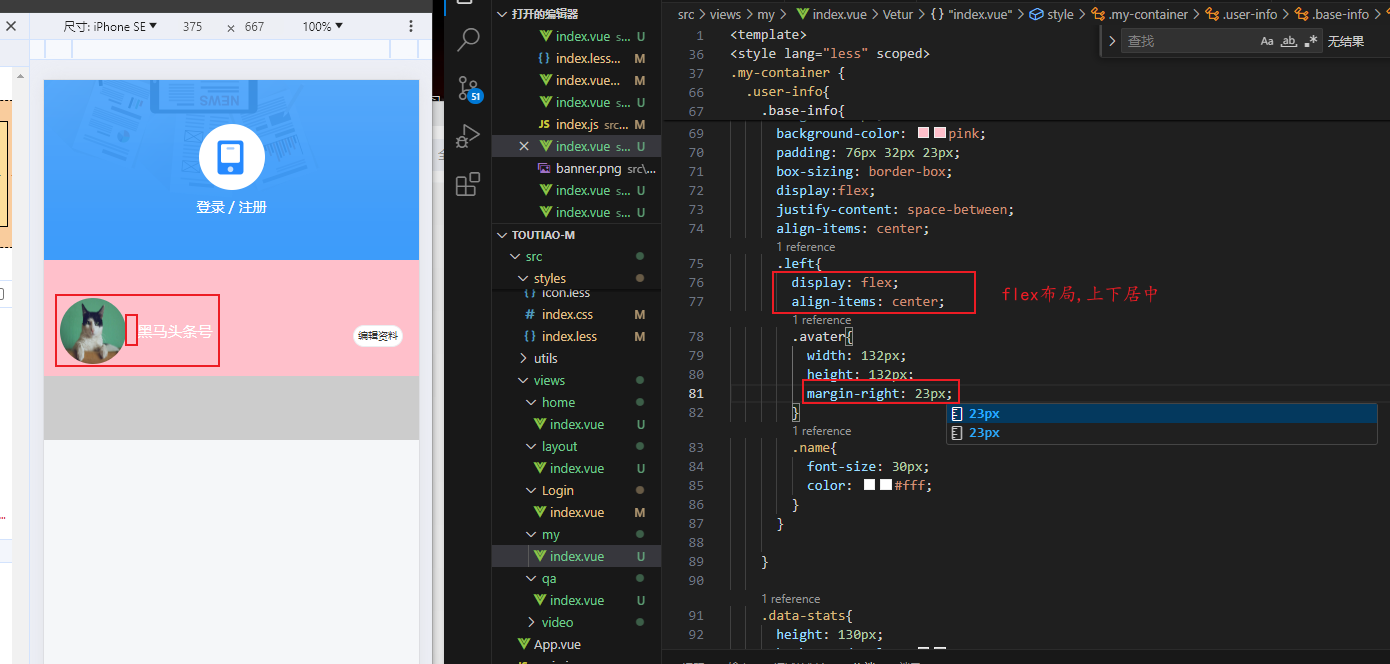 尺寸: iPhone SE ▼ 375 × 667 100% ▼
NEWS
登录 / 注册
黑马头条号
编辑资料
51
打开的编辑器
index.vue s... U
index.less... M
index.vue... M
index.vue s... U
JS index.js src... M
index.vue s... U
banner.png src\...
index.vue s... U
index.vue s... U
TOUTIAO-M
src
styles
icon.less
# index.css M
{} index.less M
utils
views
home
index.vue U
layout
index.vue U
Login
index.vue M
my
index.vue U
qa
index.vue U
video
App.vue
src > views > my > index.vue > Vetur > {} "index.vue" > style > .my-container > .user-info > .base-info >
查找 Aa ab, .* 无结果
1 <template>
36 <style lang="less" scoped>
37 .my-container {
66 .user-info{
67 .base-info{
69 background-color: pink;
70 padding: 76px 32px 23px;
71 box-sizing: border-box;
72 display:flex;
73 justify-content: space-between;
74 align-items: center;
1 reference
75 .left{
76 display: flex;
77 align-items: center;
flex布局,上下居中
1 reference
78 .avater{
79 width: 132px;
80 height: 132px;
81 margin-right: 23px;
82 }
23px
23px
1 reference
83 .name{
84 font-size: 30px;
85 color: #fff;
86 }
87 }
88
89 }
90
1 reference
91 .data-stats{
92 height: 130px;